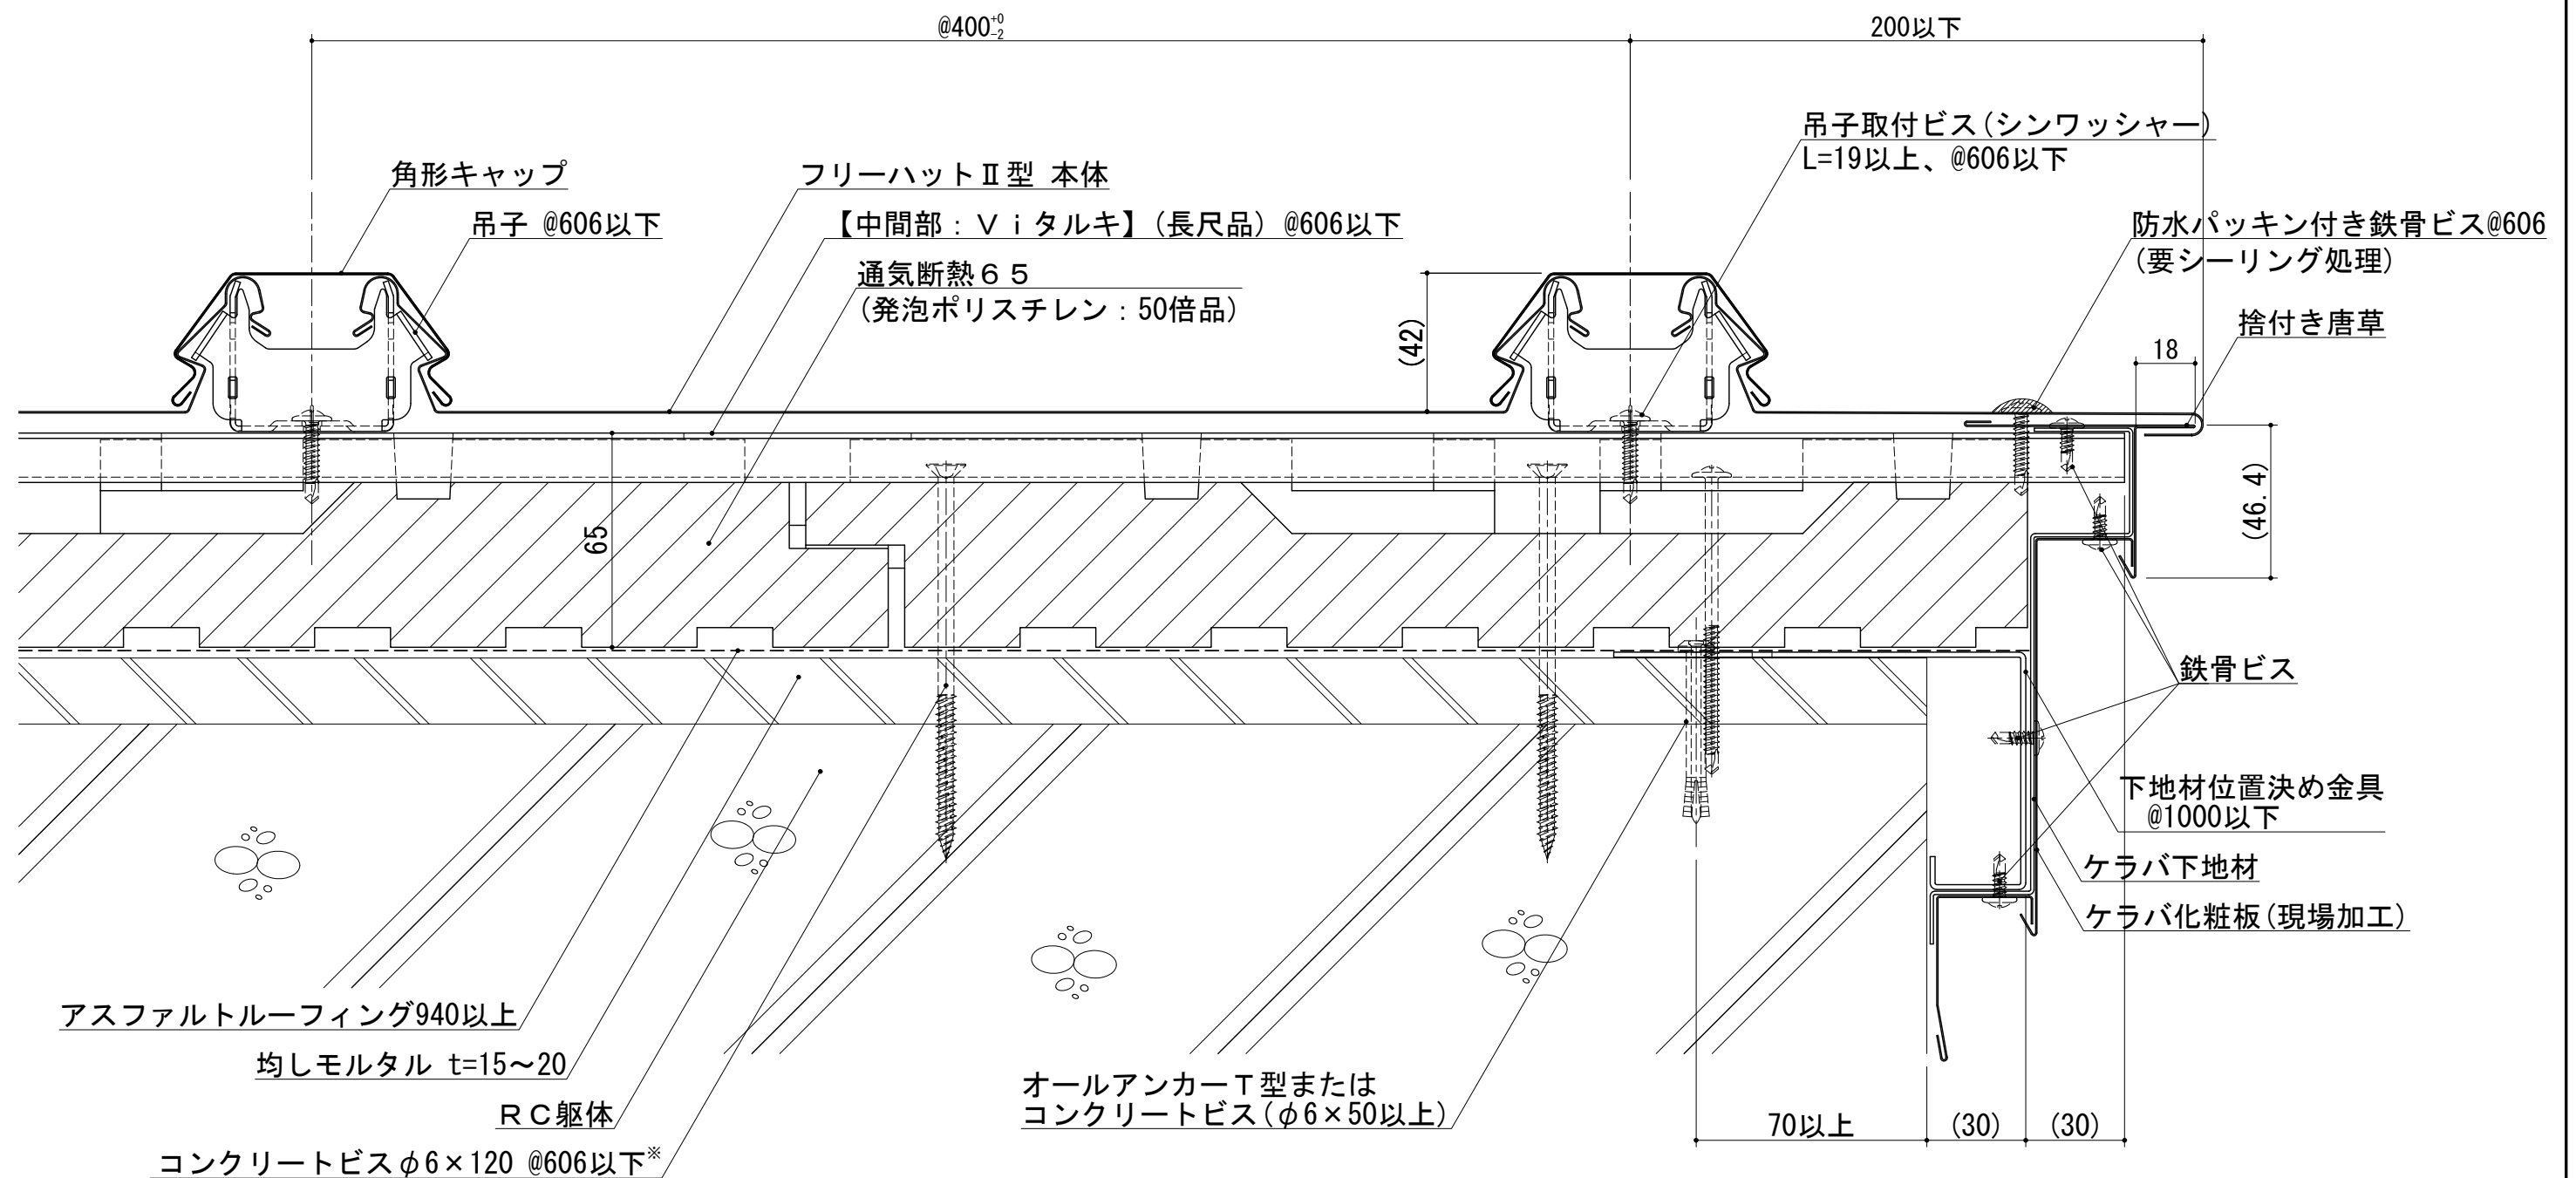 @400+0-2
200以下
吊子取付ビス(シンワッシャー)
L=19以上、@606以下
角形キャップ
フリーハットⅡ型 本体
吊子 @606以下
【中間部：Ｖｉタルキ】(長尺品) @606以下
防水パッキン付き鉄骨ビス@606
(要シーリング処理)
通気断熱６５
(発泡ポリスチレン：50倍品)
捨付き唐草
(42)
18
(46.4)
65
鉄骨ビス
下地材位置決め金具
@1000以下
ケラバ下地材
ケラバ化粧板(現場加工)
アスファルトルーフィング940以上
均しモルタル t=15～20
ＲＣ躯体
コンクリートビスφ6×120 @606以下※
オールアンカーＴ型または
コンクリートビス(φ6×50以上)
70以上
(30)
(30)